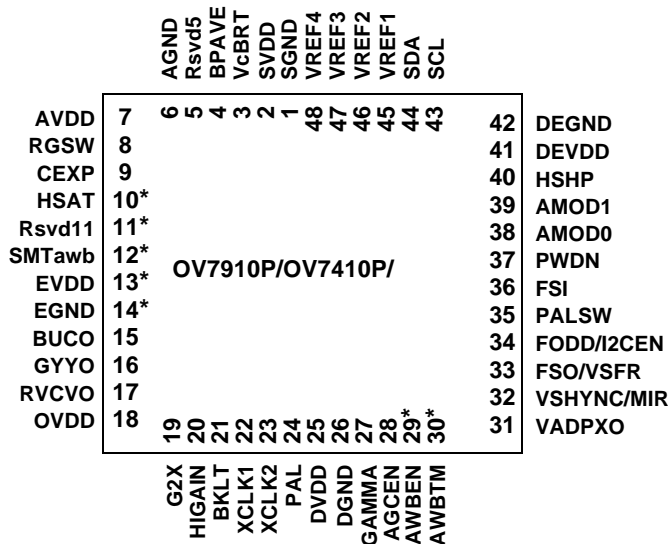 AGND
Rsvd5
BPAVE
VcBRT
SVDD
SGND
VREF4
VREF3
VREF2
VREF1
SDA
SCL
6 5 4 3 2 1 48 47 46 45 44 43
AVDD 7
RGSW 8
CEXP 9
HSAT 10*
Rsvd11 11*
SMTawb 12*
EVDD 13*
EGND 14*
BUCO 15
GYYO 16
RVCVO 17
OVDD 18
OV7910P/OV7410P/
42 DEGND
41 DEVDD
40 HSHP
39 AMOD1
38 AMOD0
37 PWDN
36 FSI
35 PALSW
34 FODD/I2CEN
33 FSO/VSFR
32 VSHYNC/MIR
31 VADPXO
19 20 21 22 23 24 25 26 27 28 29* 30*
G2X
HIGAIN
BKLT
XCLK1
XCLK2
PAL
DVDD
DGND
GAMMA
AGCEN
AWBEN
AWBTM